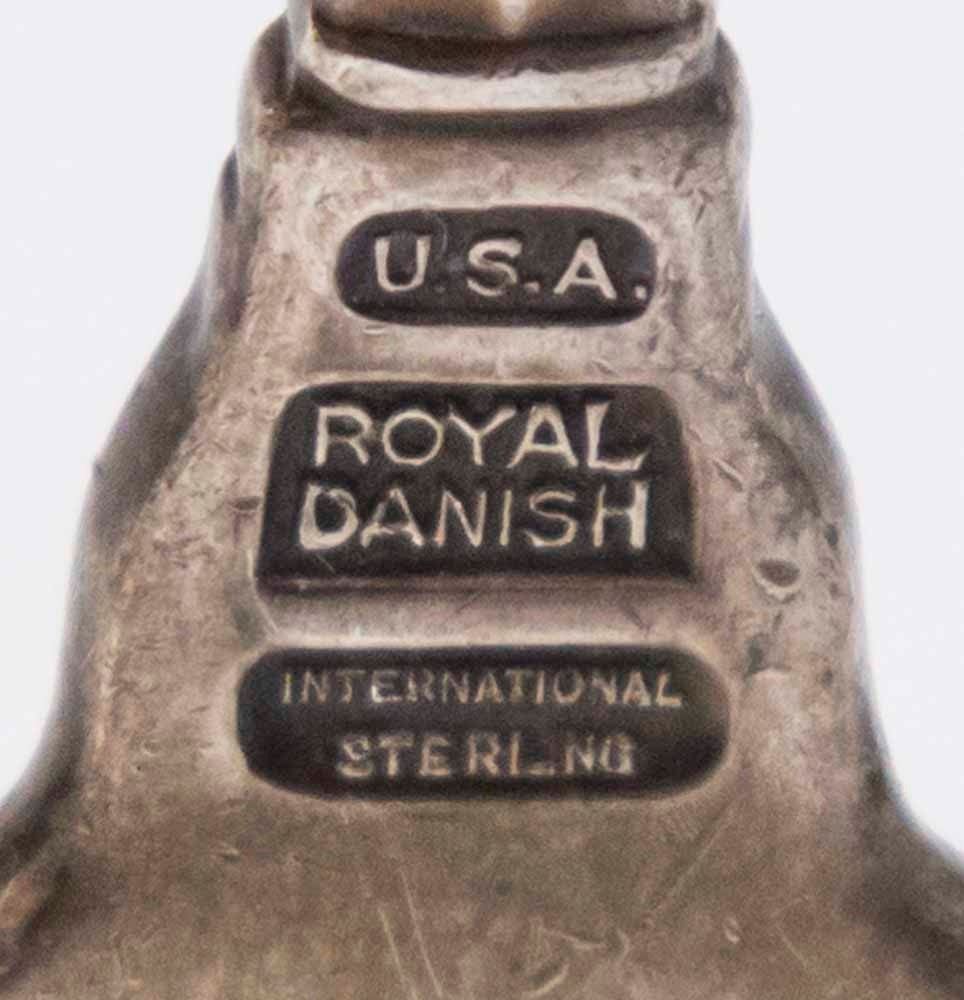 U.S.A.
ROYAL
DANISH
INTERNATIONAL
STERLING